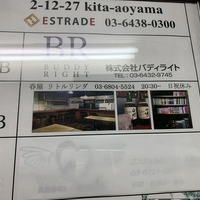 2-12-27 kita-aoyama
ESTRADE 03-6438-0300
BR
BUDDY
RIGHT
株式会社バディライト
TEL : 03-6432-9745
B
呑屋 リトルリンダ 03-6804-5524 20:30- 日祝休み
3